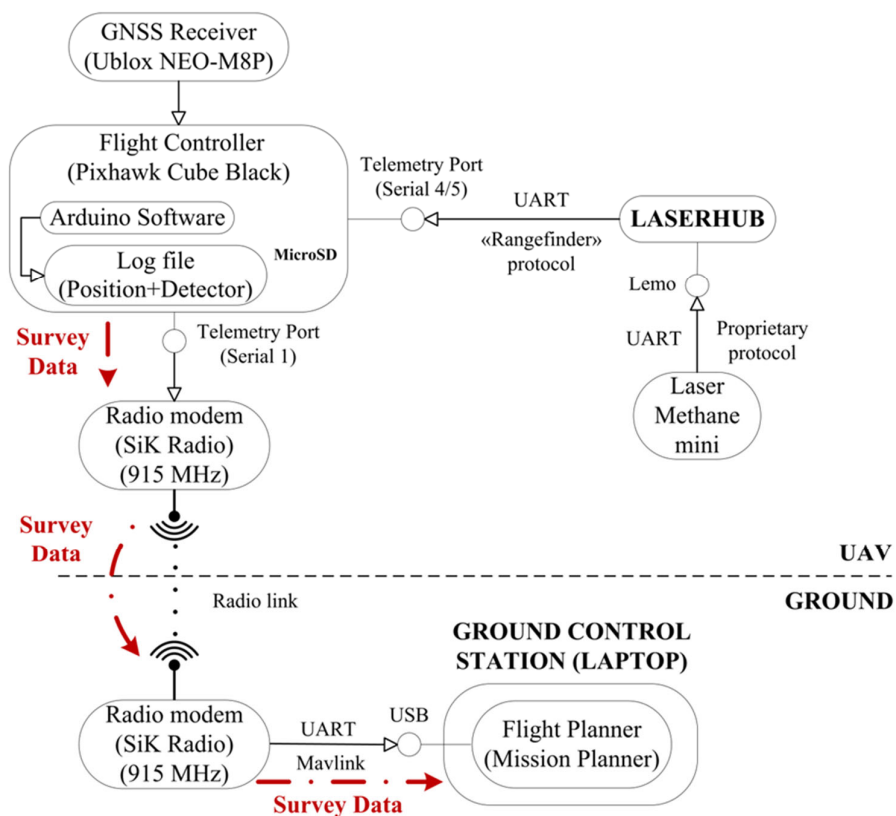 GNSS Receiver
(Ublox NEO-M8P)
Flight Controller
(Pixhawk Cube Black)
Arduino Software
Log file
(Position+Detector)
MicroSD
Telemetry Port
(Serial 4/5)
UART
«Rangefinder»
protocol
LASERHUB
Lemo
UART
Proprietary
protocol
Laser
Methane
mini
Survey
Data
Telemetry Port
(Serial 1)
Radio modem
(SiK Radio)
(915 MHz)
Survey
Data
UAV
GROUND
Radio link
GROUND CONTROL
STATION (LAPTOP)
Radio modem
(SiK Radio)
(915 MHz)
UART
Mavlink
USB
Flight Planner
(Mission Planner)
Survey Data